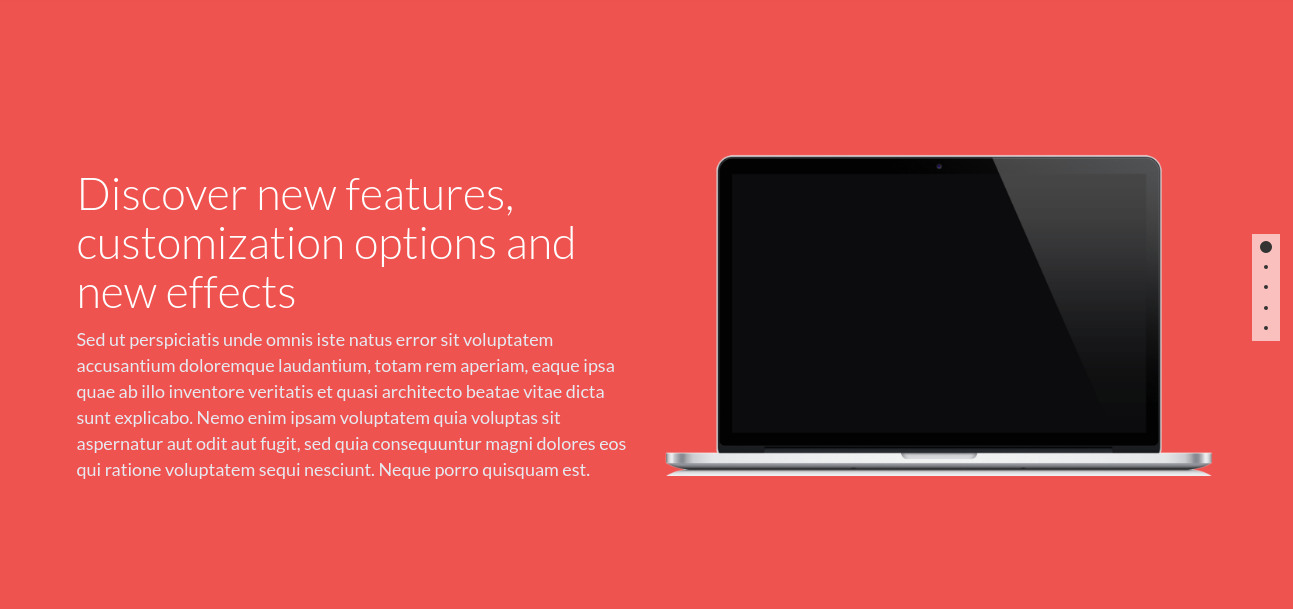 Discover new features,
customization options and
new effects
Sed ut perspiciatis unde omnis iste natus error sit voluptatem
accusantium doloremque laudantium, totam rem aperiam, eaque ipsa
quae ab illo inventore veritatis et quasi architecto beatae vitae dicta
sunt explicabo. Nemo enim ipsam voluptatem quia voluptas sit
aspernatur aut odit aut fugit, sed quia consequuntur magni dolores eos
qui ratione voluptatem sequi nesciunt. Neque porro quisquam est.